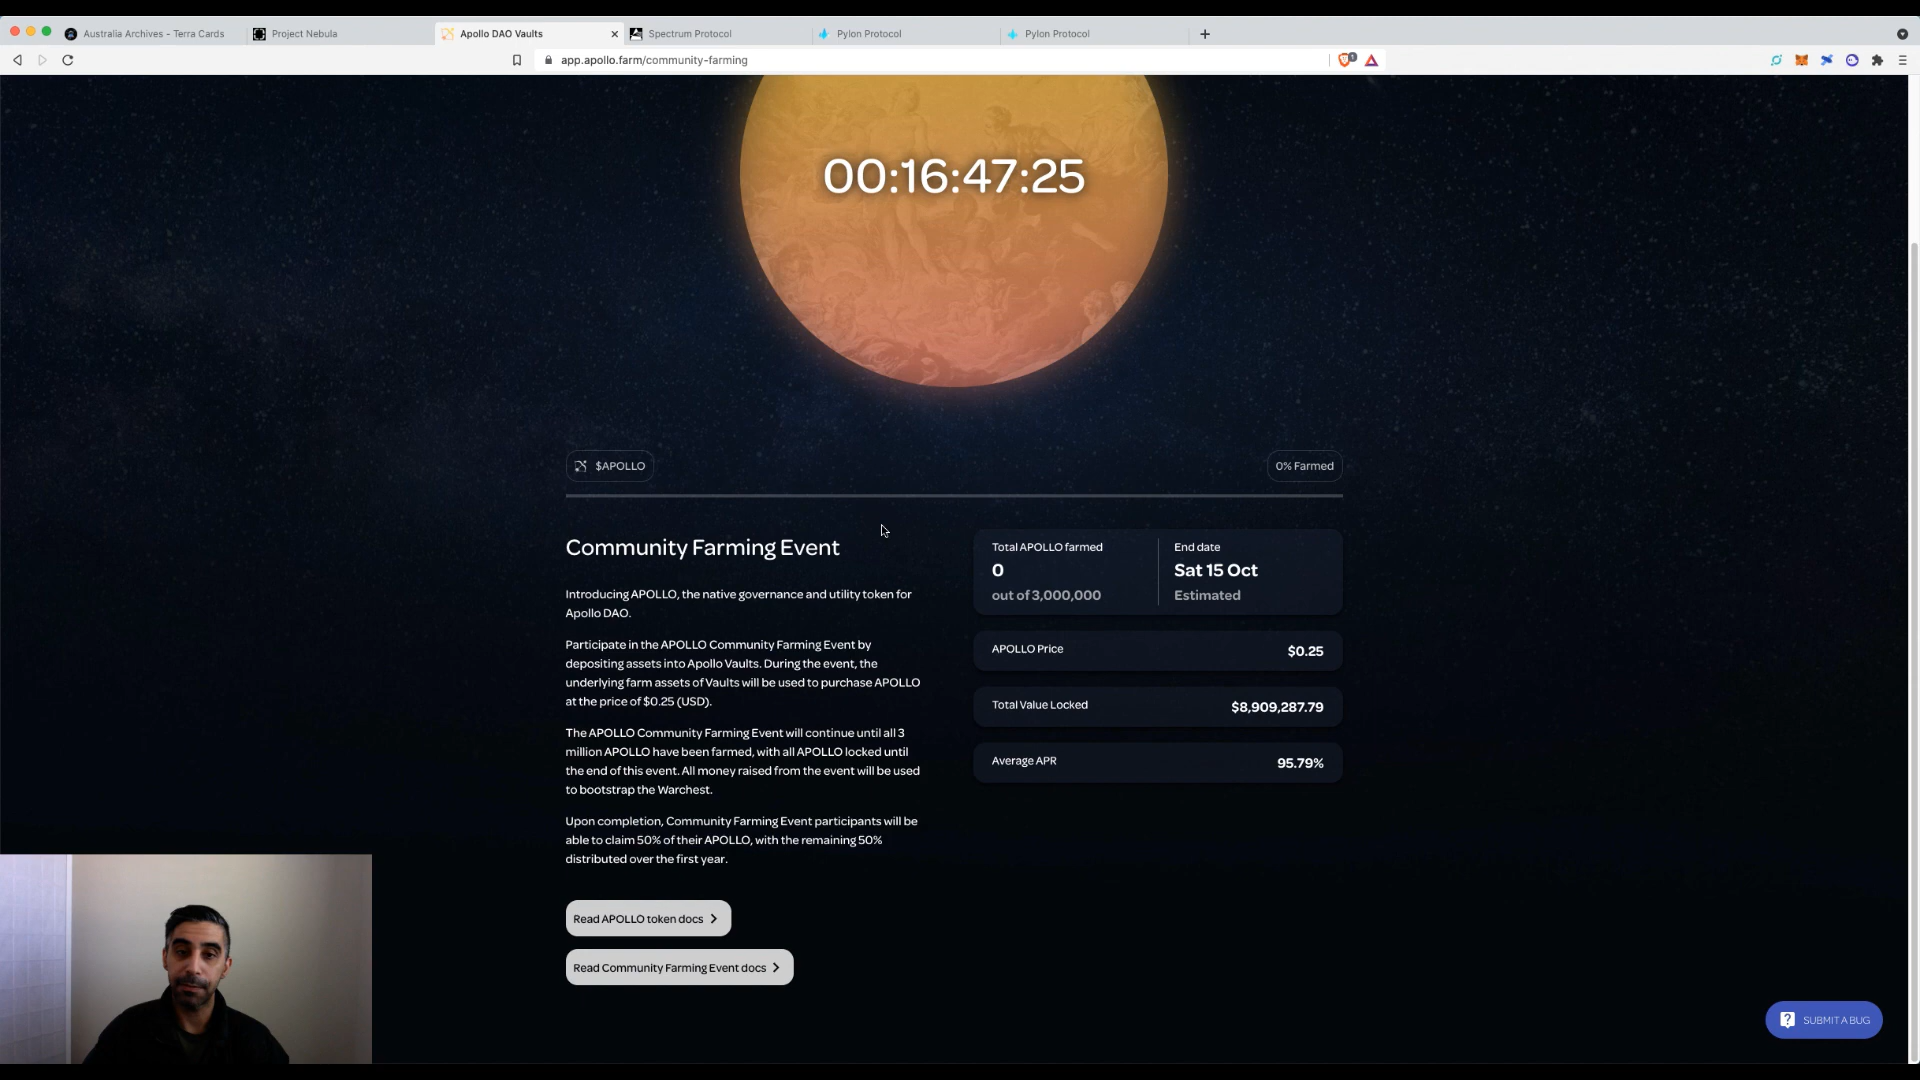 Australia Archives - Terra Cards
Project Nebula
Apollo DAO Vaults
Spectrum Protocol
Pylon Protocol
Pylon Protocol
app.apollo.farm/community-farming
1
00:16:47:25
$APOLLO
0% Farmed
Community Farming Event
Introducing APOLLO, the native governance and utility token for
Apollo DAO.
Participate in the APOLLO Community Farming Event by
depositing assets into Apollo Vaults. During the event, the
underlying farm assets of Vaults will be used to purchase APOLLO
at the price of $0.25 (USD).
The APOLLO Community Farming Event will continue until all 3
million APOLLO have been farmed, with all APOLLO locked until
the end of this event. All money raised from the event will be used
to bootstrap the Warchest.
Upon completion, Community Farming Event participants will be
able to claim 50% of their APOLLO, with the remaining 50%
distributed over the first year.
Read APOLLO token docs
Read Community Farming Event docs
Total APOLLO farmed
0
out of 3,000,000
End date
Sat 15 Oct
Estimated
APOLLO Price
$0.25
Total Value Locked
$8,909,287.79
Average APR
95.79%
SUBMIT A BUG